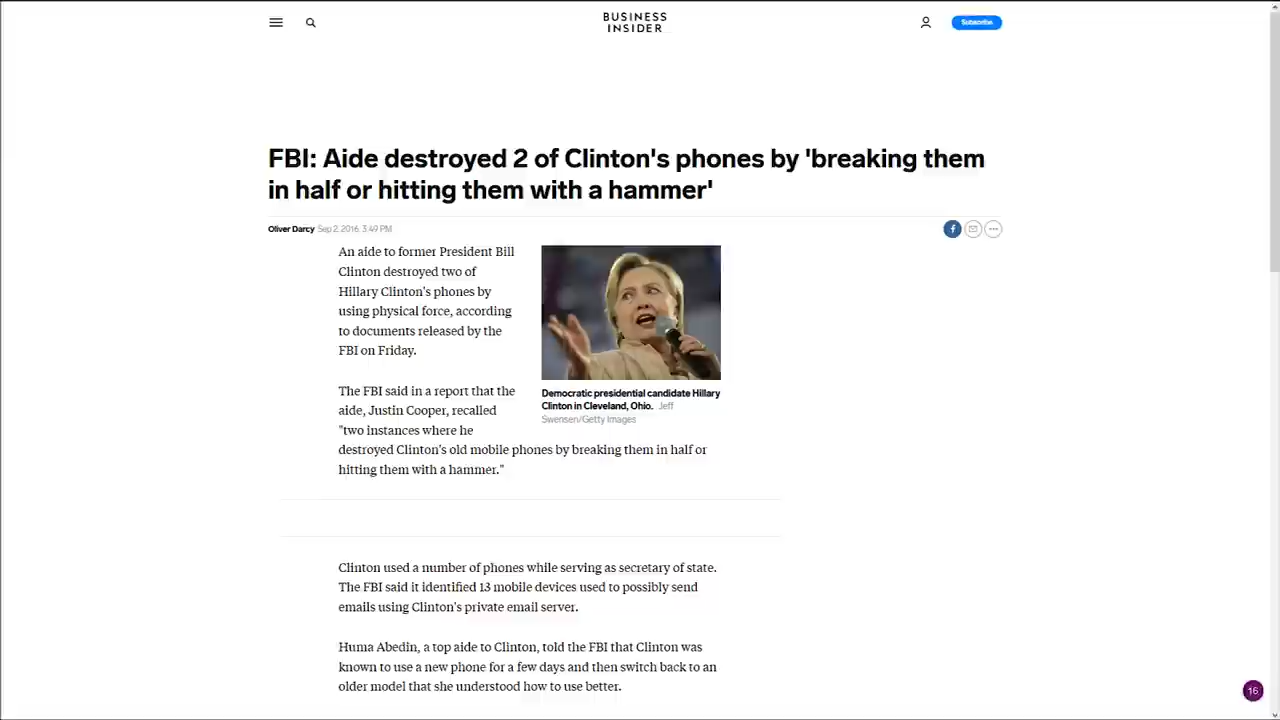 BUSINESS
INSIDER
Subscribe
FBI: Aide destroyed 2 of Clinton's phones by 'breaking them
in half or hitting them with a hammer'
Oliver Darcy Sep 2, 2016, 3:49 PM
An aide to former President Bill
Clinton destroyed two of
Hillary Clinton's phones by
using physical force, according
to documents released by the
FBI on Friday.
Democratic presidential candidate Hillary
Clinton in Cleveland, Ohio. Jeff
Swensen/Getty Images
The FBI said in a report that the
aide, Justin Cooper, recalled
"two instances where he
destroyed Clinton's old mobile phones by breaking them in half or
hitting them with a hammer."
Clinton used a number of phones while serving as secretary of state.
The FBI said it identified 13 mobile devices used to possibly send
emails using Clinton's private email server.
Huma Abedin, a top aide to Clinton, told the FBI that Clinton was
known to use a new phone for a few days and then switch back to an
older model that she understood how to use better.
16